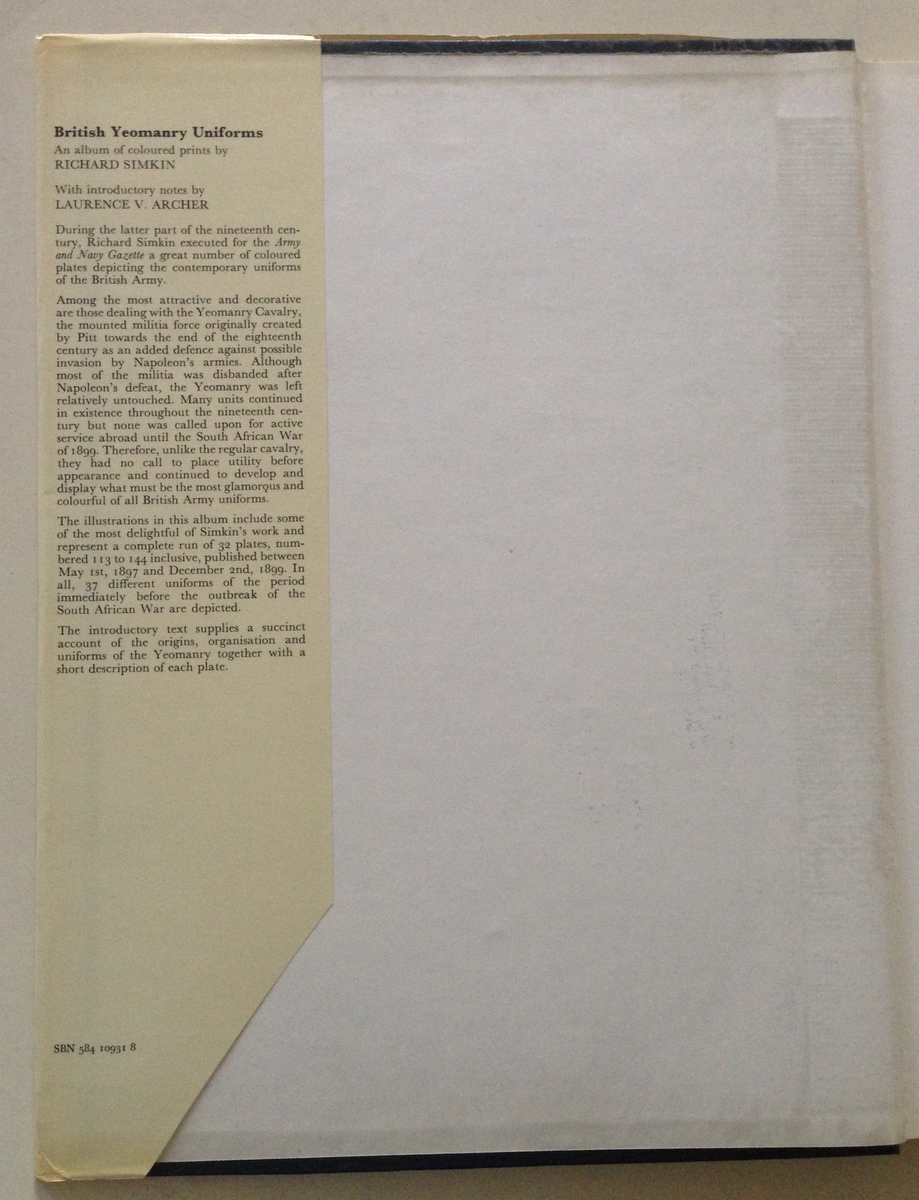 British Yeomanry Uniforms
An album of coloured prints by
RICHARD SIMKIN
With introductory notes by
LAURENCE V. ARCHER
During the latter part of the nineteenth cen-
tury, Richard Simkin executed for the Army
and Navy Gazette a great number of coloured
plates depicting the contemporary uniforms
of the British Army.
Among the most attractive and decorative
are those dealing with the Yeomanry Cavalry,
the mounted militia force originally created
by Pitt towards the end of the eighteenth
century as an added defence against possible
invasion by Napoleon's armies. Although
most of the militia was disbanded after
Napoleon's defeat, the Yeomanry was left
relatively untouched. Many units continued
in existence throughout the nineteenth cen-
tury but none was called upon for active
service abroad until the South African War
of 1899. Therefore, unlike the regular cavalry,
they had no call to place utility before
appearance and continued to develop and
display what must be the most glamorous and
colourful of all British Army uniforms.
The illustrations in this album include some
of the most delightful of Simkin's work and
represent a complete run of 32 plates, num-
bered 113 to 144 inclusive, published between
May 1st, 1897 and December 2nd, 1899. In
all, 37 different uniforms of the period
immediately before the outbreak of the
South African War are depicted.
The introductory text supplies a succinct
account of the origins, organisation and
uniforms of the Yeomanry together with a
short description of each plate.
SBN 584 10931 8